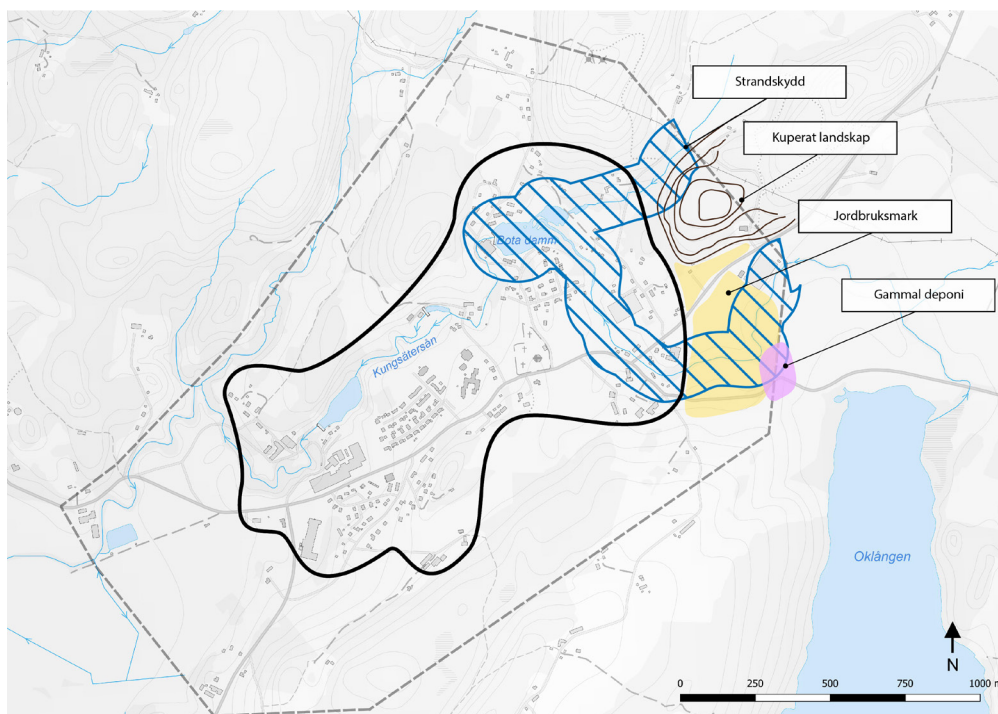 Strandskydd
Kuperat landskap
Jordbruksmark
Gammal deponi
Bota damm
Kungsätersån
Oklången
N
0 250 500 750 1000 m